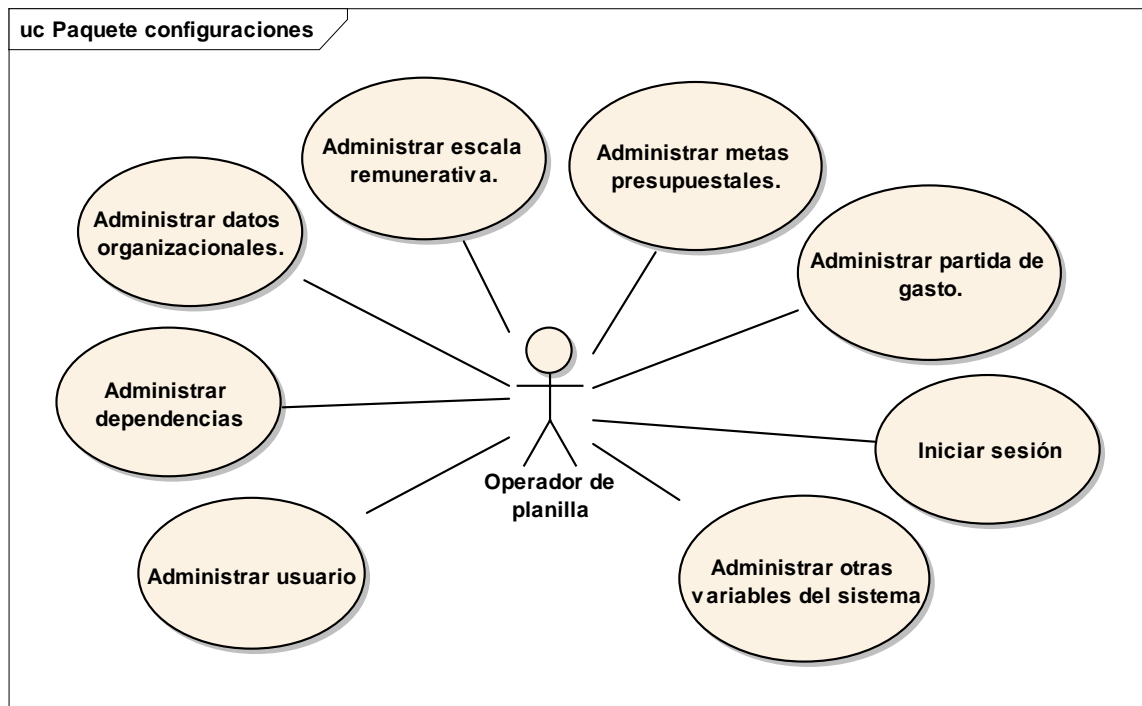 uc Paquete configuraciones
Administrar escala
remunerativa.
Administrar metas
presupuestales.
Administrar datos
organizacionales.
Administrar partida de
gasto.
Administrar
dependencias
Iniciar sesión
Operador de
planilla
Administrar usuario
Administrar otras
variables del sistema